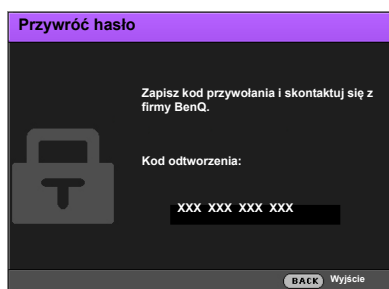 Przywróć hasło
Zapisz kod przywołania i skontaktuj się z
firmy BenQ.
Kod odtworzenia:
XXX XXX XXX XXX
BACK Wyjście